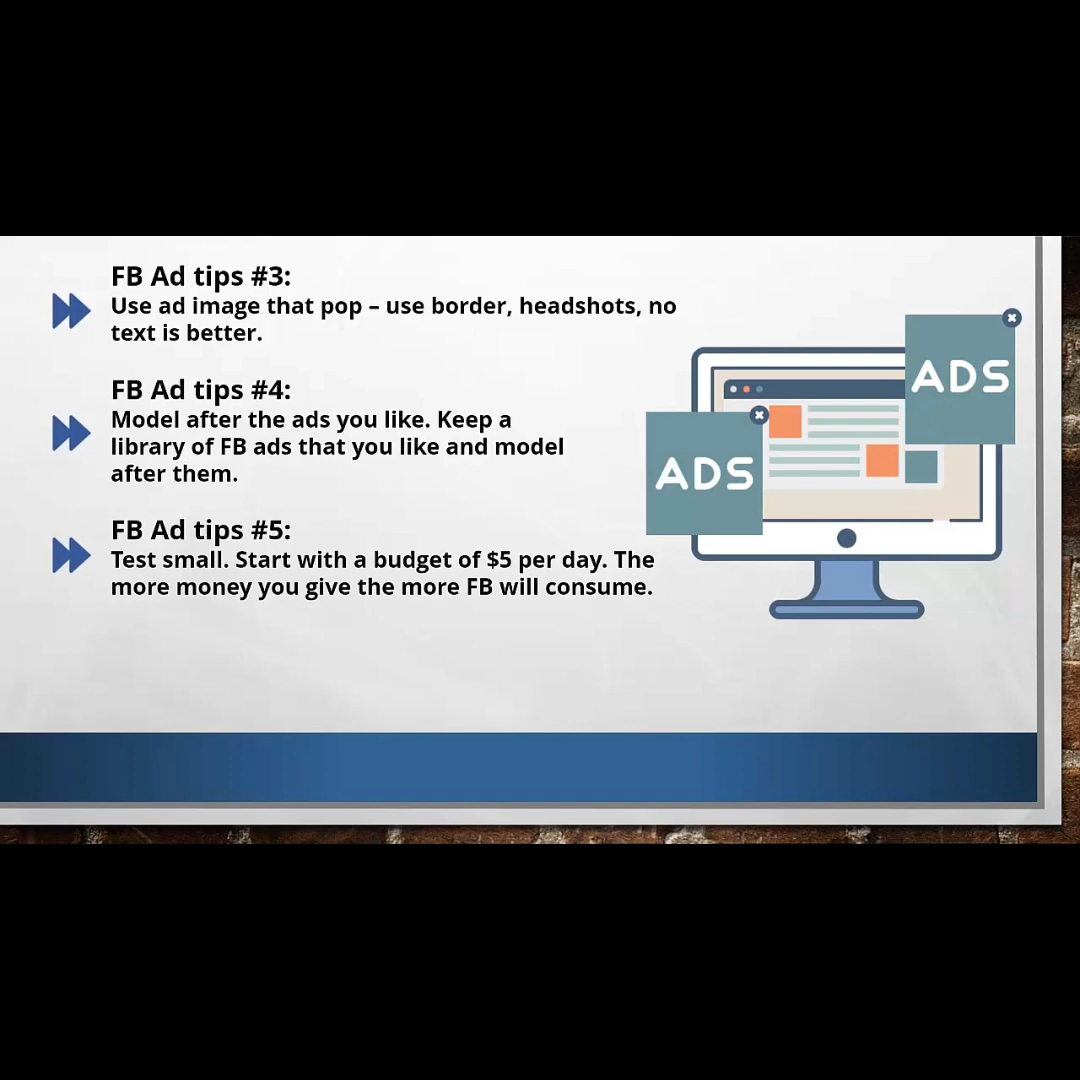 FB Ad tips #3:
Use ad image that pop – use border, headshots, no
text is better.
FB Ad tips #4:
Model after the ads you like. Keep a
library of FB ads that you like and model
after them.
FB Ad tips #5:
Test small. Start with a budget of $5 per day. The
more money you give the more FB will consume.
ADS
ADS